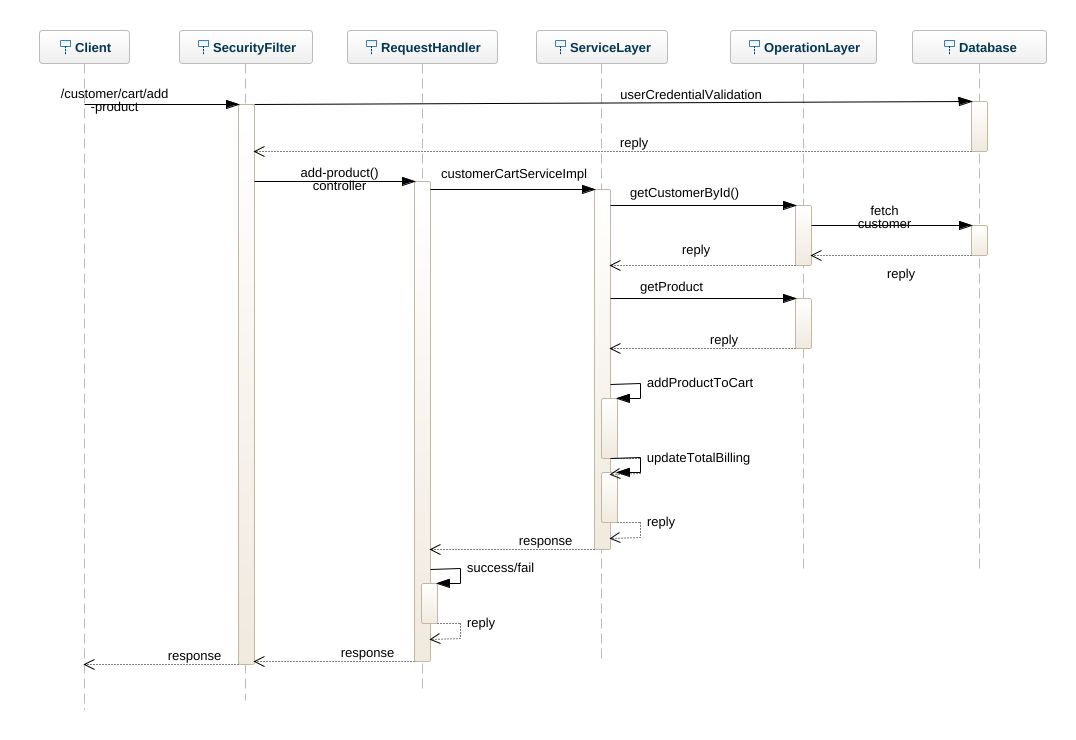 Client
SecurityFilter
RequestHandler
ServiceLayer
OperationLayer
Database
/customer/cart/add
-product
userCredentialValidation
reply
add-product()
controller
customerCartServiceImpl
getCustomerById()
fetch
customer
reply
reply
getProduct
reply
addProductToCart
updateTotalBilling
reply
response
success/fail
reply
response
response